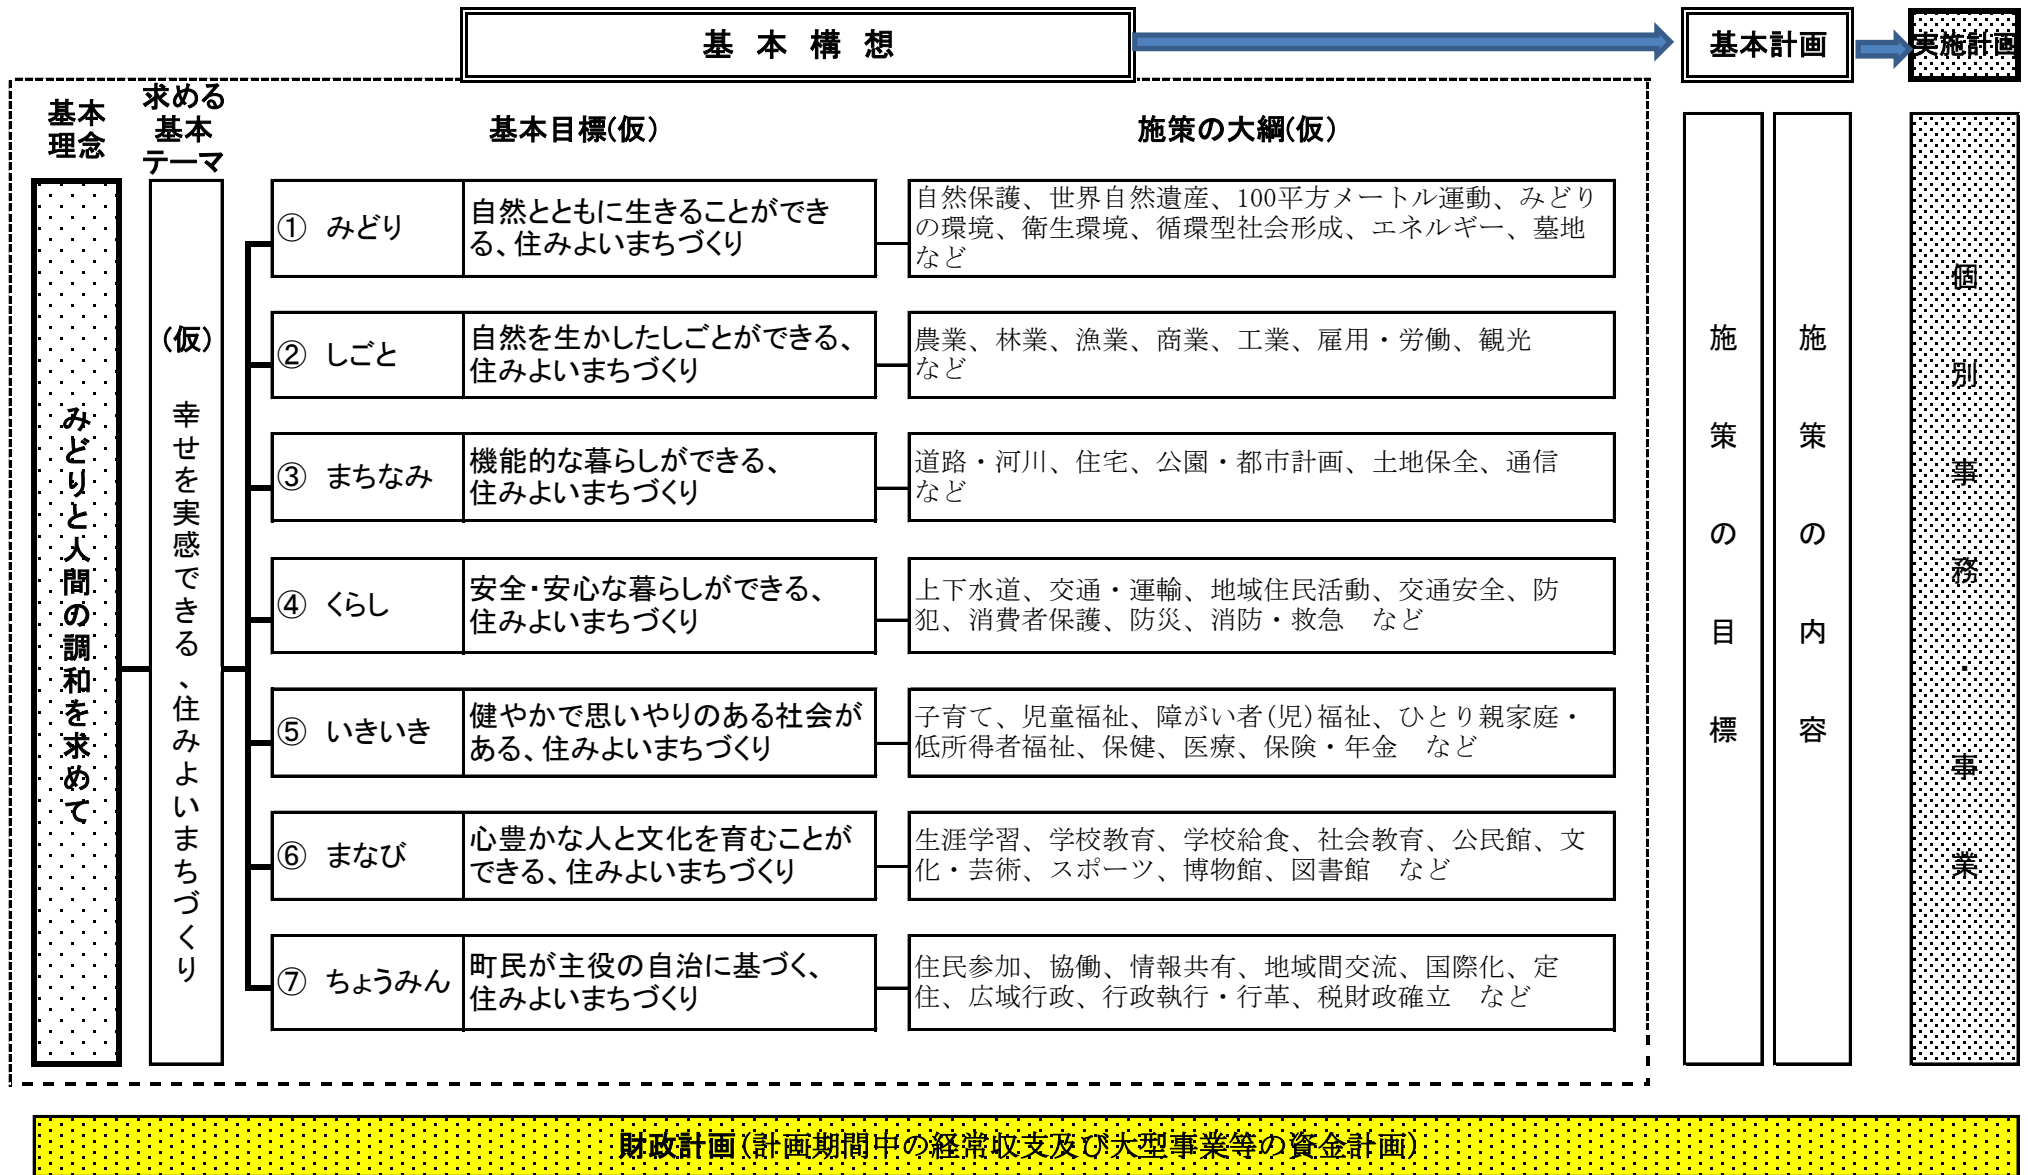 基本構想
基本計画
実施計画
基本
理念
求める
基本
テーマ
基本目標(仮)
施策の大綱(仮)
みどりと人間の調和を求めて
(仮)
幸せを実感できる、住みよいまちづくり
① みどり
自然とともに生きることができ
る、住みよいまちづくり
自然保護、世界自然遺産、100平方メートル運動、みどり
の環境、衛生環境、循環型社会形成、エネルギー、墓地
など
② しごと
自然を生かしたしごとができる、
住みよいまちづくり
農業、林業、漁業、商業、工業、雇用・労働、観光
など
③ まちなみ
機能的な暮らしができる、
住みよいまちづくり
道路・河川、住宅、公園・都市計画、土地保全、通信
など
④ くらし
安全・安心な暮らしができる、
住みよいまちづくり
上下水道、交通・運輸、地域住民活動、交通安全、防
犯、消費者保護、防災、消防・救急 など
⑤ いきいき
健やかで思いやりのある社会が
ある、住みよいまちづくり
子育て、児童福祉、障がい者(児)福祉、ひとり親家庭・
低所得者福祉、保健、医療、保険・年金 など
⑥ まなび
心豊かな人と文化を育むことが
できる、住みよいまちづくり
生涯学習、学校教育、学校給食、社会教育、公民館、文
化・芸術、スポーツ、博物館、図書館 など
⑦ ちょうみん
町民が主役の自治に基づく、
住みよいまちづくり
住民参加、協働、情報共有、地域間交流、国際化、定
住、広域行政、行政執行・行革、税財政確立 など
施策の目標
施策の内容
個別事務・事業
財政計画(計画期間中の経常収支及び大型事業等の資金計画)